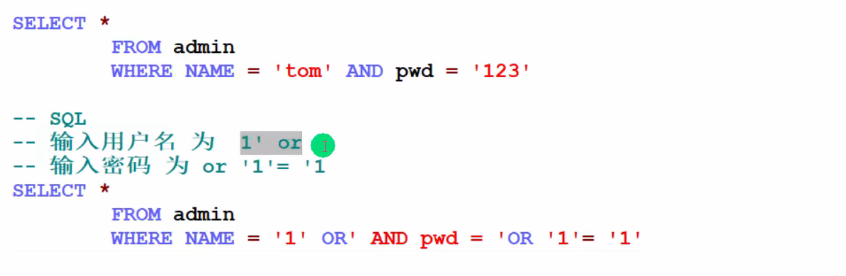 SELECT *
FROM admin
WHERE NAME = 'tom' AND pwd = '123'
-- SQL
-- 输入用户名 为 1' or
-- 输入密码 为 or '1'= '1
SELECT *
FROM admin
WHERE NAME = '1' OR' AND pwd = 'OR '1'= '1'